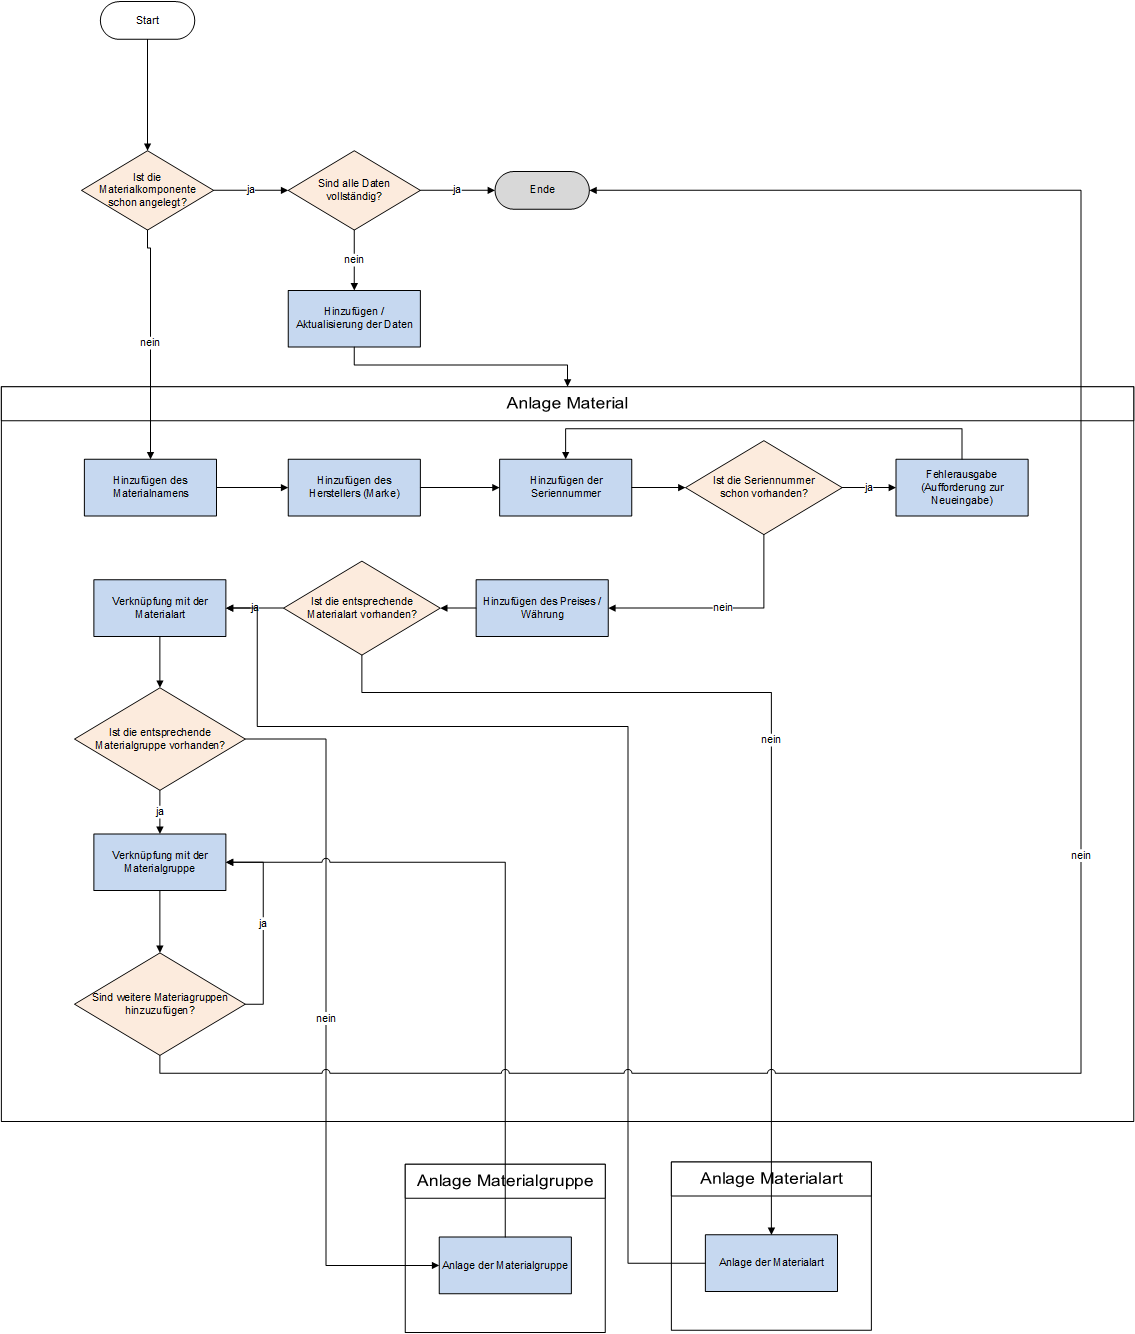 Start
Ist die
Materialkomponente
schon angelegt?
ja
Sind alle Daten
vollständig?
ja
Ende
nein
Hinzufügen /
Aktualisierung der Daten
nein
Anlage Material
Hinzufügen des
Materialnamens
Hinzufügen des
Herstellers (Marke)
Hinzufügen der
Seriennummer
Ist die Seriennummer
schon vorhanden?
ja
Fehlerausgabe
(Aufforderung zur
Neueingabe)
Verknüpfung mit der
Materialart
ja
Ist die entsprechende
Materialart vorhanden?
Hinzufügen des Preises /
Währung
nein
Ist die entsprechende
Materialgruppe vorhanden?
nein
ja
Verknüpfung mit der
Materialgruppe
nein
ja
Sind weitere Materiagruppen
hinzuzufügen?
nein
Anlage Materialgruppe
Anlage Materialart
Anlage der Materialgruppe
Anlage der Materialart